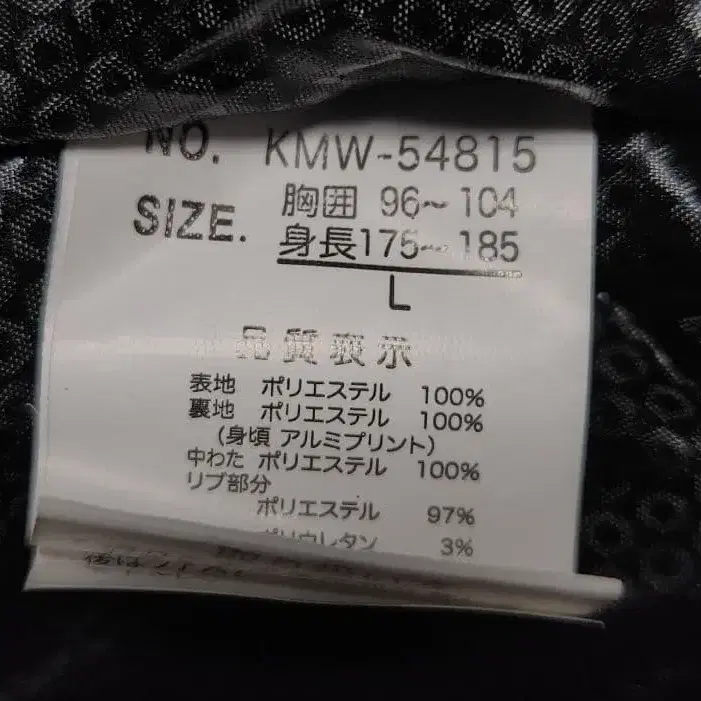 NO. KMW-54815
SIZE. 胸囲 96~104
身長175~185
L
品質表示
表地 ポリエステル 100%
裏地 ポリエステル 100%
(身頃 アルミプリント)
中わた ポリエステル 100%
リブ部分
ポリエステル 97%
ポリウレタン 3%